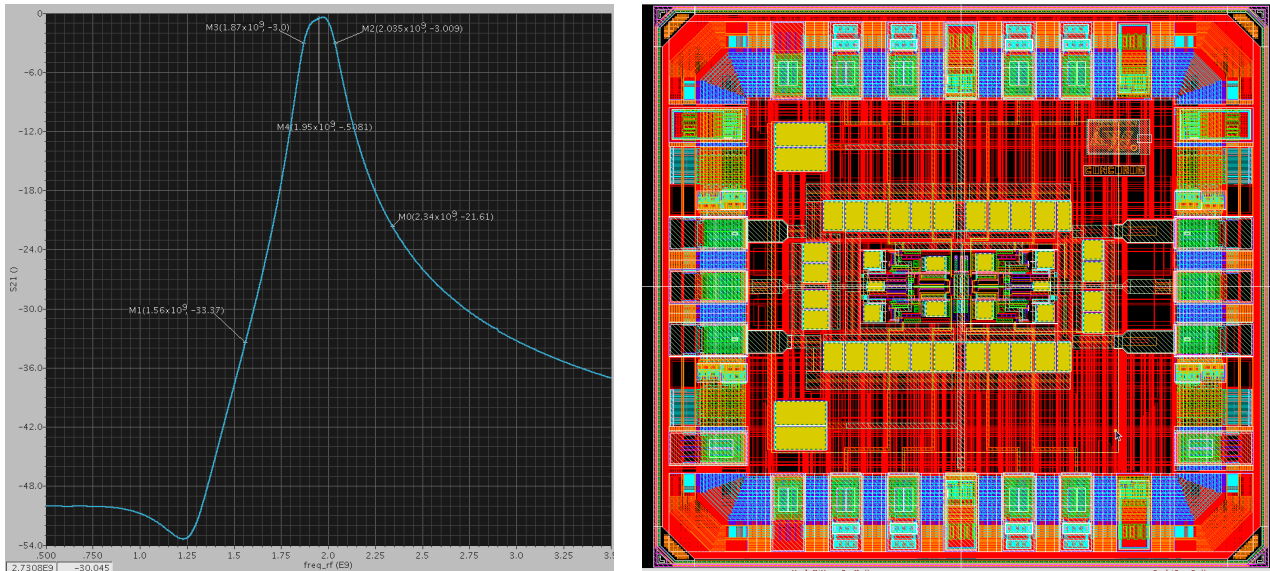 0
-6.0
-12.0
-18.0
-24.0
-30.0
-36.0
-42.0
-48.0
-54.0
S21 ()
M3(1.87x10⁹, -3.0)
M2(2.035x10⁹, -3.009)
M4(1.95x10⁹, -.5081)
M0(2.34x10⁹, -21.61)
M1(1.56x10⁹, -33.37)
.500 .750 1.0 1.25 1.5 1.75 2.0 2.25 2.5 2.75 3.0 3.25 3.5
freq_rf (E9)
2.7308E9 -30.045